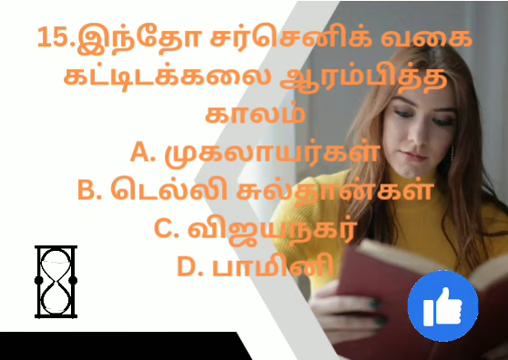 15.இந்தோ சர்செனிக் வகை
கட்டிடக்கலை ஆரம்பித்த
காலம்
A. முகலாயர்கள்
B. டெல்லி சுல்தான்கள்
C. விஜயநகர்
D. பாமினி